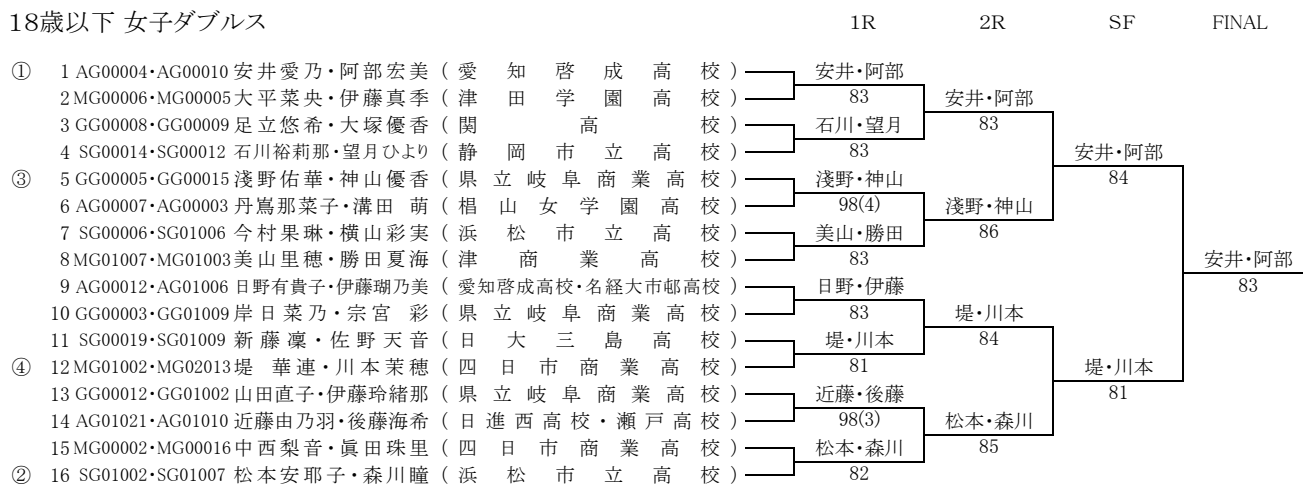 18歳以下 女子ダブルス 1R 2R SF FINAL
① 1 AG00004・AG00010 安井愛乃・阿部宏美 ( 愛知啓成高校 ) 安井・阿部
2 MG00006・MG00005 大平菜央・伊藤真季 ( 津田学園高校 ) 83 安井・阿部
3 GG00008・GG00009 足立悠希・大塚優香 ( 関高校 ) 石川・望月 83
4 SG00014・SG00012 石川裕莉那・望月ひより ( 静岡市立高校 ) 83 安井・阿部
③ 5 GG00005・GG00015 淺野佑華・神山優香 ( 県立岐阜商業高校 ) 淺野・神山 84
6 AG00007・AG00003 丹嶌那菜子・溝田 萌 ( 椙山女学園高校 ) 98(4) 淺野・神山
7 SG00006・SG01006 今村果琳・横山彩実 ( 浜松市立高校 ) 美山・勝田 86
8 MG01007・MG01003 美山里穂・勝田夏海 ( 津商業高校 ) 83 安井・阿部
9 AG00012・AG01006 日野有貴子・伊藤瑚乃美 ( 愛知啓成高校・名経大市邨高校 ) 日野・伊藤 83
10 GG00003・GG01009 岸日菜乃・宗宮 彩 ( 県立岐阜商業高校 ) 83 堤・川本
11 SG00019・SG01009 新藤凜・佐野天音 ( 日大三島高校 ) 堤・川本 84
④ 12 MG01002・MG02013 堤 華連・川本茉穂 ( 四日市商業高校 ) 81 堤・川本
13 GG00012・GG01002 山田直子・伊藤玲緒那 ( 県立岐阜商業高校 ) 近藤・後藤 81
14 AG01021・AG01010 近藤由乃羽・後藤海希 ( 日進西高校・瀬戸高校 ) 98(3) 松本・森川
15 MG00002・MG00016 中西梨音・眞田珠里 ( 四日市商業高校 ) 松本・森川 85
② 16 SG01002・SG01007 松本安耶子・森川瞳 ( 浜松市立高校 ) 82